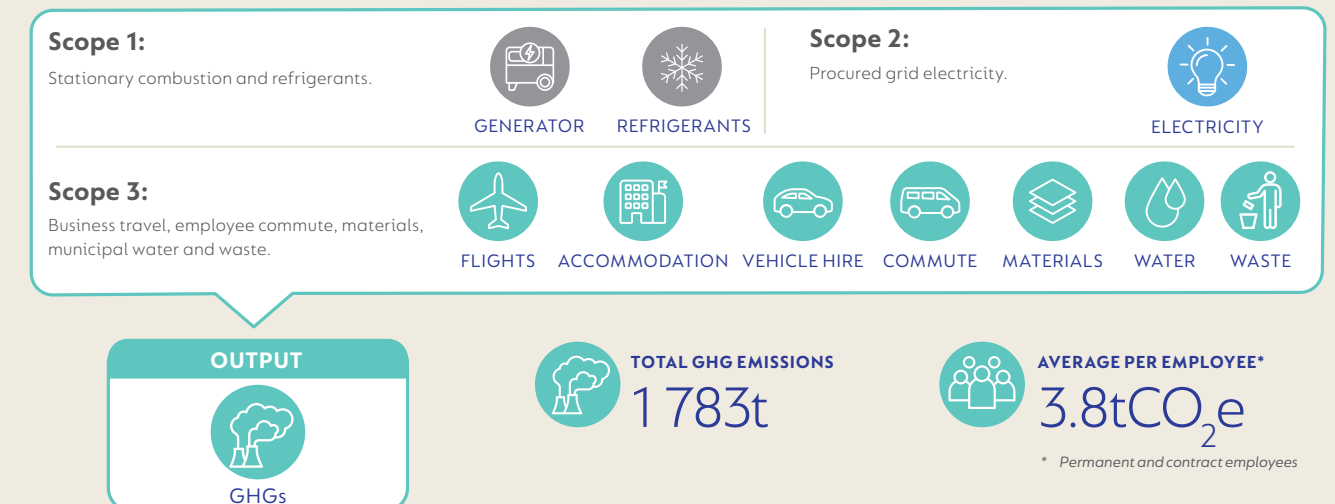 Scope 1:
Stationary combustion and refrigerants.
GENERATOR
REFRIGERANTS
Scope 2:
Procured grid electricity.
ELECTRICITY
Scope 3:
Business travel, employee commute, materials,
municipal water and waste.
FLIGHTS
ACCOMMODATION
VEHICLE HIRE
COMMUTE
MATERIALS
WATER
WASTE
OUTPUT
GHGs
TOTAL GHG EMISSIONS
1 783t
AVERAGE PER EMPLOYEE*
3.8tCO₂e
* Permanent and contract employees